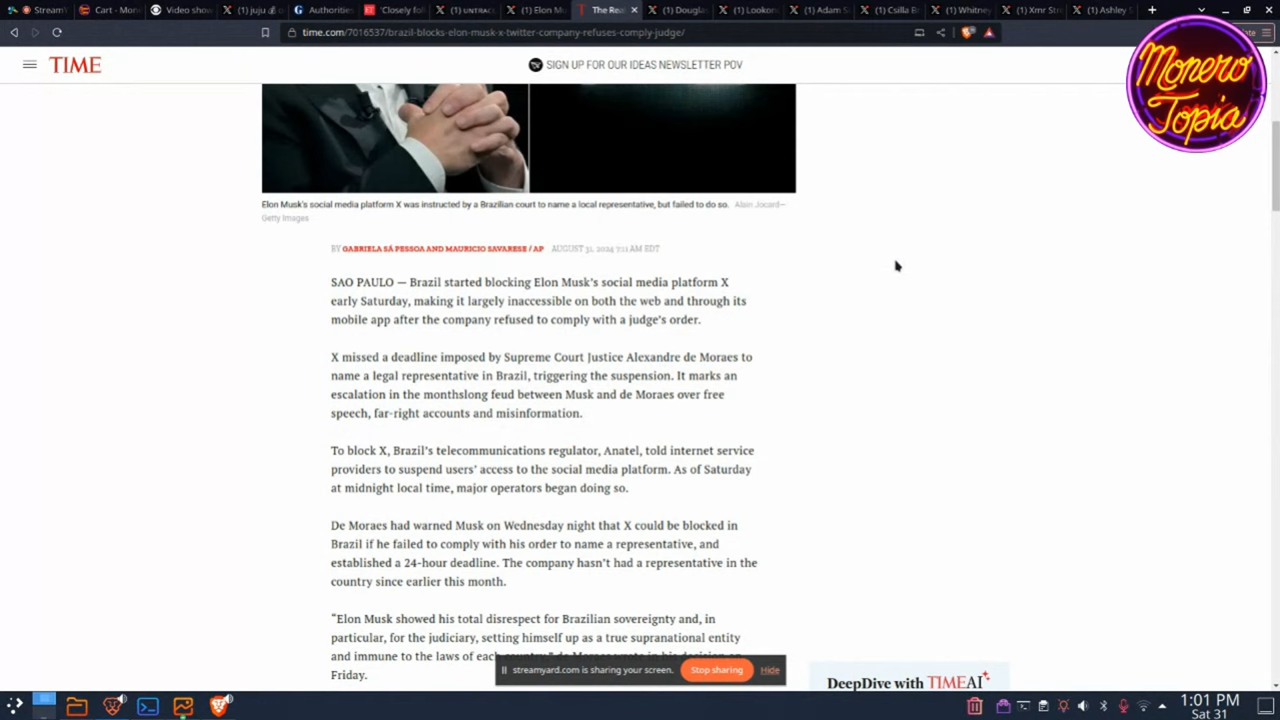 Stream
Cart - Mon
Video show
(1) juju
Authorities
'Closely fol
(1) UNTRAC
(1) Elon Mu
The Rea
(1) Douglas
(1) Lookon
(1) Adam S
(1) Csilla B
(1) Whitney
(1) Xmr Str
(1) Ashley S
time.com/7016537/brazil-blocks-elon-musk-x-twitter-company-refuses-comply-judge/
TIME
SIGN UP FOR OUR IDEAS NEWSLETTER POV
Monero
Topia
Elon Musk's social media platform X was instructed by a Brazilian court to name a local representative, but failed to do so. Alain Jocard—
Getty Images
BY GABRIELA SÁ PESSOA AND MAURICIO SAVARESE / AP AUGUST 31, 2024 7:11 AM EDT
SAO PAULO — Brazil started blocking Elon Musk's social media platform X
early Saturday, making it largely inaccessible on both the web and through its
mobile app after the company refused to comply with a judge's order.
X missed a deadline imposed by Supreme Court Justice Alexandre de Moraes to
name a legal representative in Brazil, triggering the suspension. It marks an
escalation in the monthslong feud between Musk and de Moraes over free
speech, far-right accounts and misinformation.
To block X, Brazil's telecommunications regulator, Anatel, told internet service
providers to suspend users' access to the social media platform. As of Saturday
at midnight local time, major operators began doing so.
De Moraes had warned Musk on Wednesday night that X could be blocked in
Brazil if he failed to comply with his order to name a representative, and
established a 24-hour deadline. The company hasn't had a representative in the
country since earlier this month.
"Elon Musk showed his total disrespect for Brazilian sovereignty and, in
particular, for the judiciary, setting himself up as a true supranational entity
and immune to the laws of each country," de Moraes wrote in his decision on
Friday.
streamyard.com is sharing your screen.
Stop sharing
Hide
DeepDive with TIMEAI
1:01 PM
Sat 31